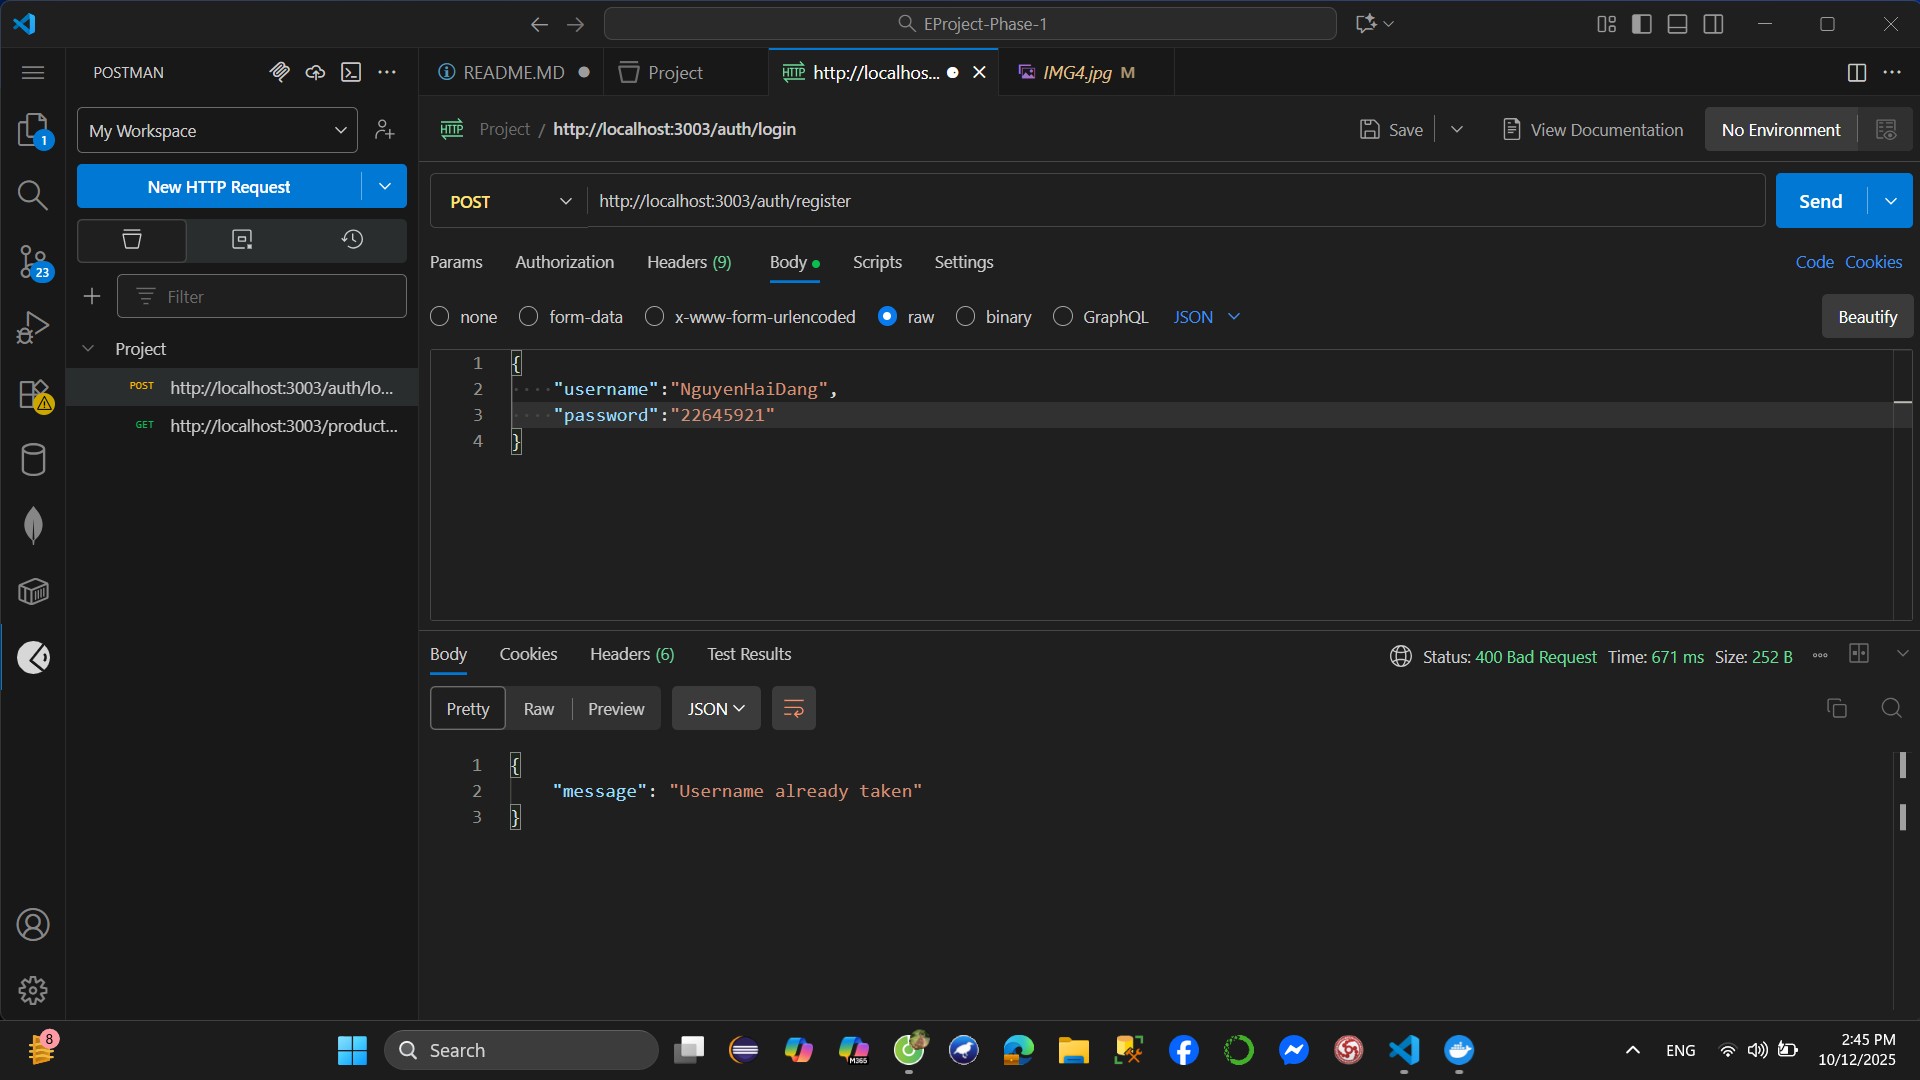 EProject-Phase-1
POSTMAN
README.MD
Project
http://localhos...
IMG4.jpg M
My Workspace
Project / http://localhost:3003/auth/login
Save
View Documentation
No Environment
1
New HTTP Request
POST
http://localhost:3003/auth/register
Send
Params
Authorization
Headers (9)
Body
Scripts
Settings
Code
Cookies
23
Filter
none
form-data
x-www-form-urlencoded
raw
binary
GraphQL
JSON
Beautify
Project
POST http://localhost:3003/auth/lo...
GET http://localhost:3003/product...
1 {
2 ····"username":"NguyenHaiDang",
3 ····"password":"22645921"
4 }
Body
Cookies
Headers (6)
Test Results
Status: 400 Bad Request Time: 671 ms Size: 252 B
Pretty
Raw
Preview
JSON
1 {
2 "message": "Username already taken"
3 }
8
Search
M365
ENG
2:45 PM
10/12/2025